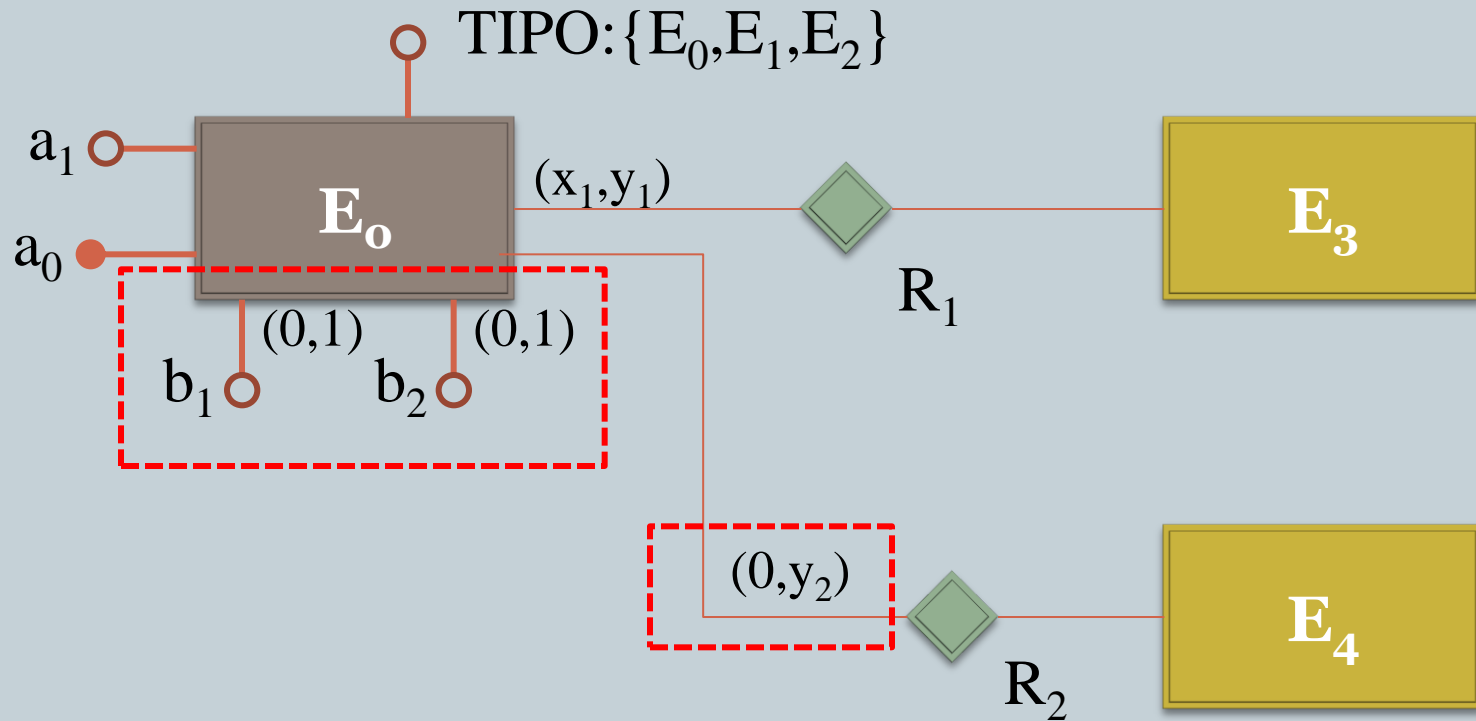 TIPO:{E₀,E₁,E₂}
a₁
E₀
(x₁,y₁)
E₃
a₀
R₁
(0,1)
(0,1)
b₁
b₂
(0,y₂)
E₄
R₂